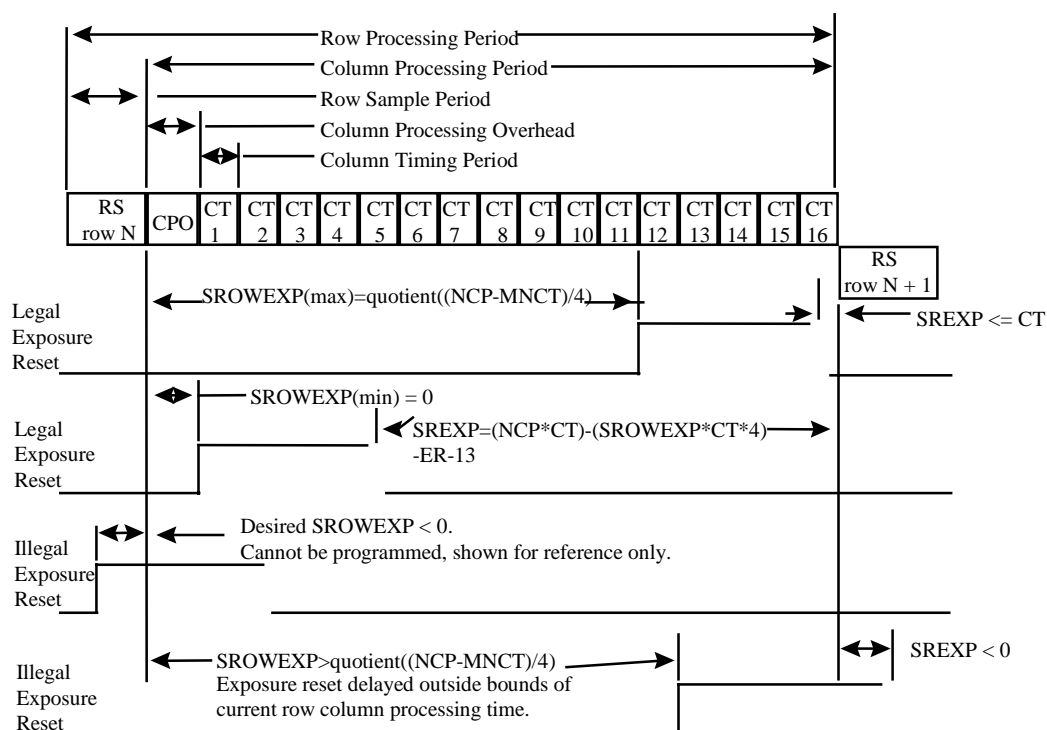 Row Processing Period
Column Processing Period
Row Sample Period
Column Processing Overhead
Column Timing Period
RS
row N
CPO
CT
1
CT
2
CT
3
CT
4
CT
5
CT
6
CT
7
CT
8
CT
9
CT
10
CT
11
CT
12
CT
13
CT
14
CT
15
CT
16
RS
row N + 1
SROWEXP(max)=quotient((NCP-MNCT)/4)
Legal
Exposure
Reset
SREXP <= CT
SROWEXP(min) = 0
Legal
Exposure
Reset
SREXP=(NCP*CT)-(SROWEXP*CT*4)
-ER-13
Illegal
Exposure
Reset
Desired SROWEXP < 0.
Cannot be programmed, shown for reference only.
Illegal
Exposure
Reset
SROWEXP>quotient((NCP-MNCT)/4)
Exposure reset delayed outside bounds of
current row column processing time.
SREXP < 0